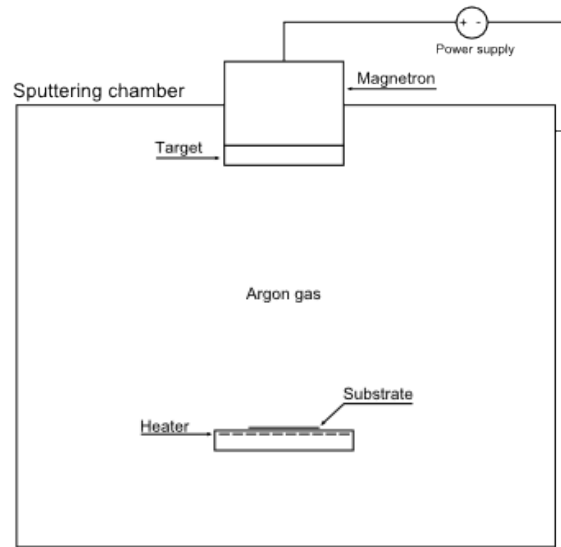 + -
Power supply
Sputtering chamber
Magnetron
Target
Argon gas
Substrate
Heater